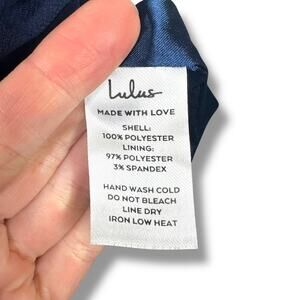 Lulus
MADE WITH LOVE
SHELL:
100% POLYESTER
LINING:
97% POLYESTER
3% SPANDEX
HAND WASH COLD
DO NOT BLEACH
LINE DRY
IRON LOW HEAT